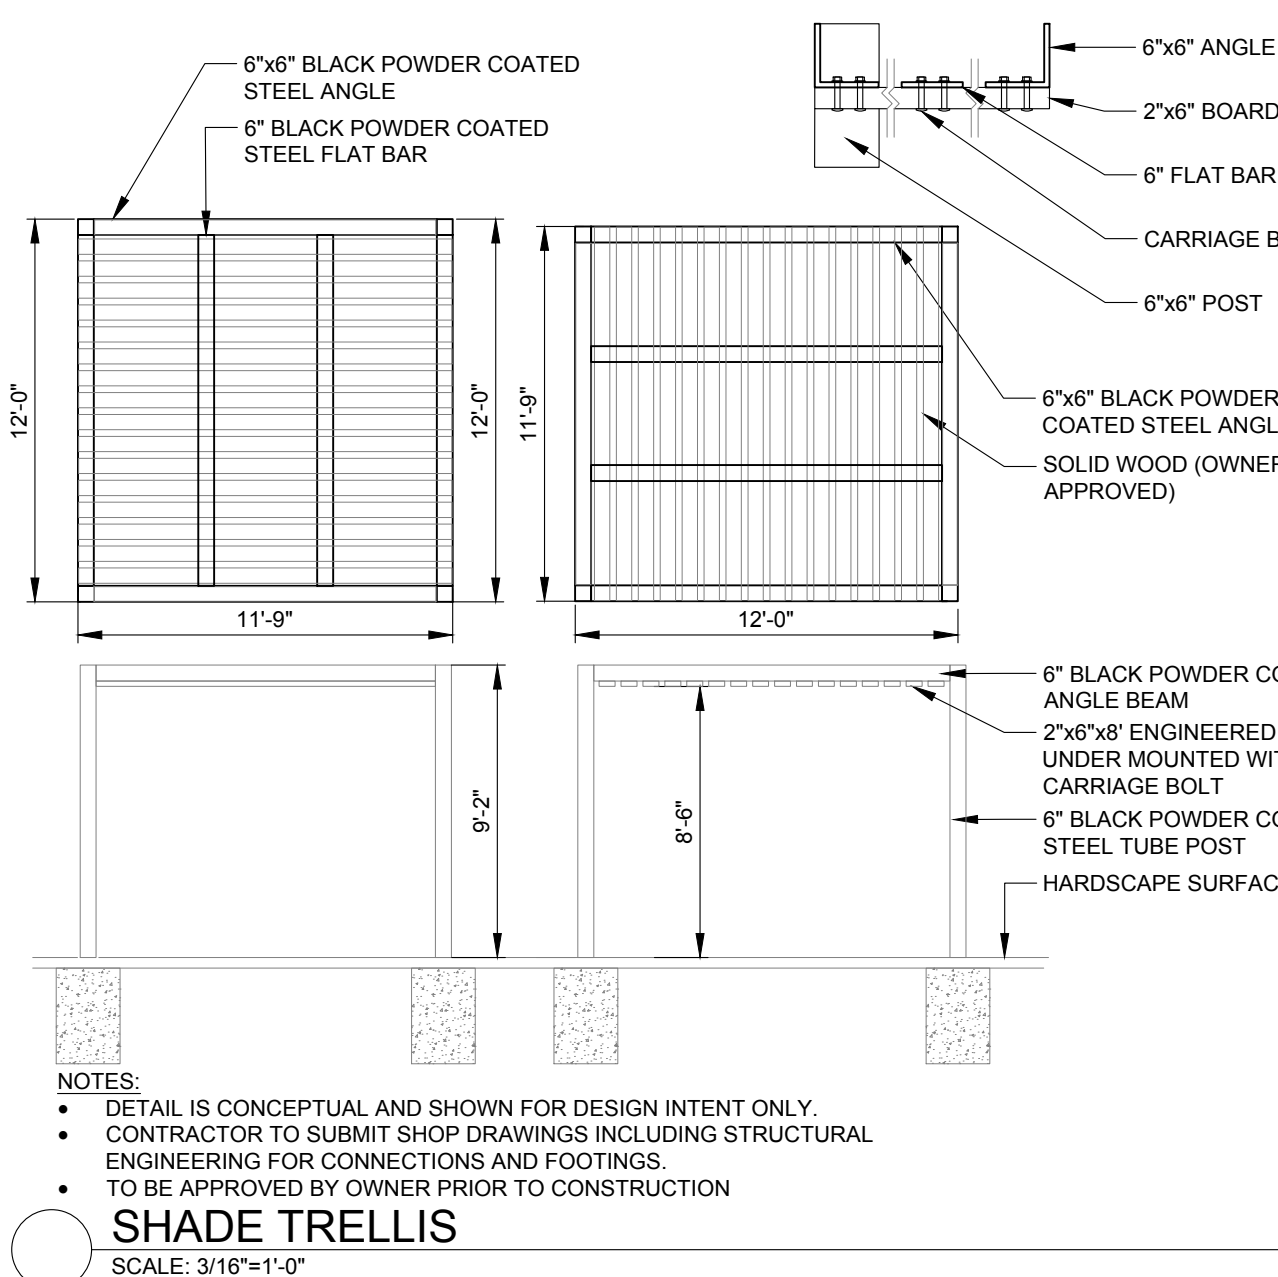 6"x6" BLACK POWDER COATED
STEEL ANGLE
6" BLACK POWDER COATED
STEEL FLAT BAR
6"x6" ANGLE
2"x6" BOARD
6" FLAT BAR
CARRIAGE B
6"x6" POST
12'-0"
12'-0"
11'-9"
11'-9"
12'-0"
6"x6" BLACK POWDER
COATED STEEL ANGL
SOLID WOOD (OWNER
APPROVED)
9'-2"
8'-6"
6" BLACK POWDER CO
ANGLE BEAM
2"x6"x8' ENGINEERED
UNDER MOUNTED WIT
CARRIAGE BOLT
6" BLACK POWDER CO
STEEL TUBE POST
HARDSCAPE SURFAC
NOTES:
• DETAIL IS CONCEPTUAL AND SHOWN FOR DESIGN INTENT ONLY.
• CONTRACTOR TO SUBMIT SHOP DRAWINGS INCLUDING STRUCTURAL
ENGINEERING FOR CONNECTIONS AND FOOTINGS.
• TO BE APPROVED BY OWNER PRIOR TO CONSTRUCTION
SHADE TRELLIS
SCALE: 3/16"=1'-0"